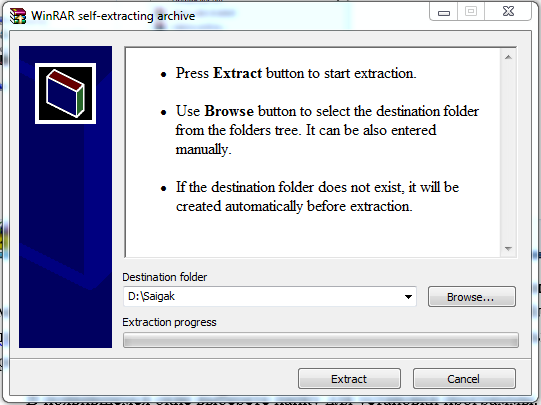 WinRAR self-extracting archive
• Press Extract button to start extraction.
• Use Browse button to select the destination folder
from the folders tree. It can be also entered
manually.
• If the destination folder does not exist, it will be
created automatically before extraction.
Destination folder
D:\Saigak
Browse...
Extraction progress
Extract
Cancel